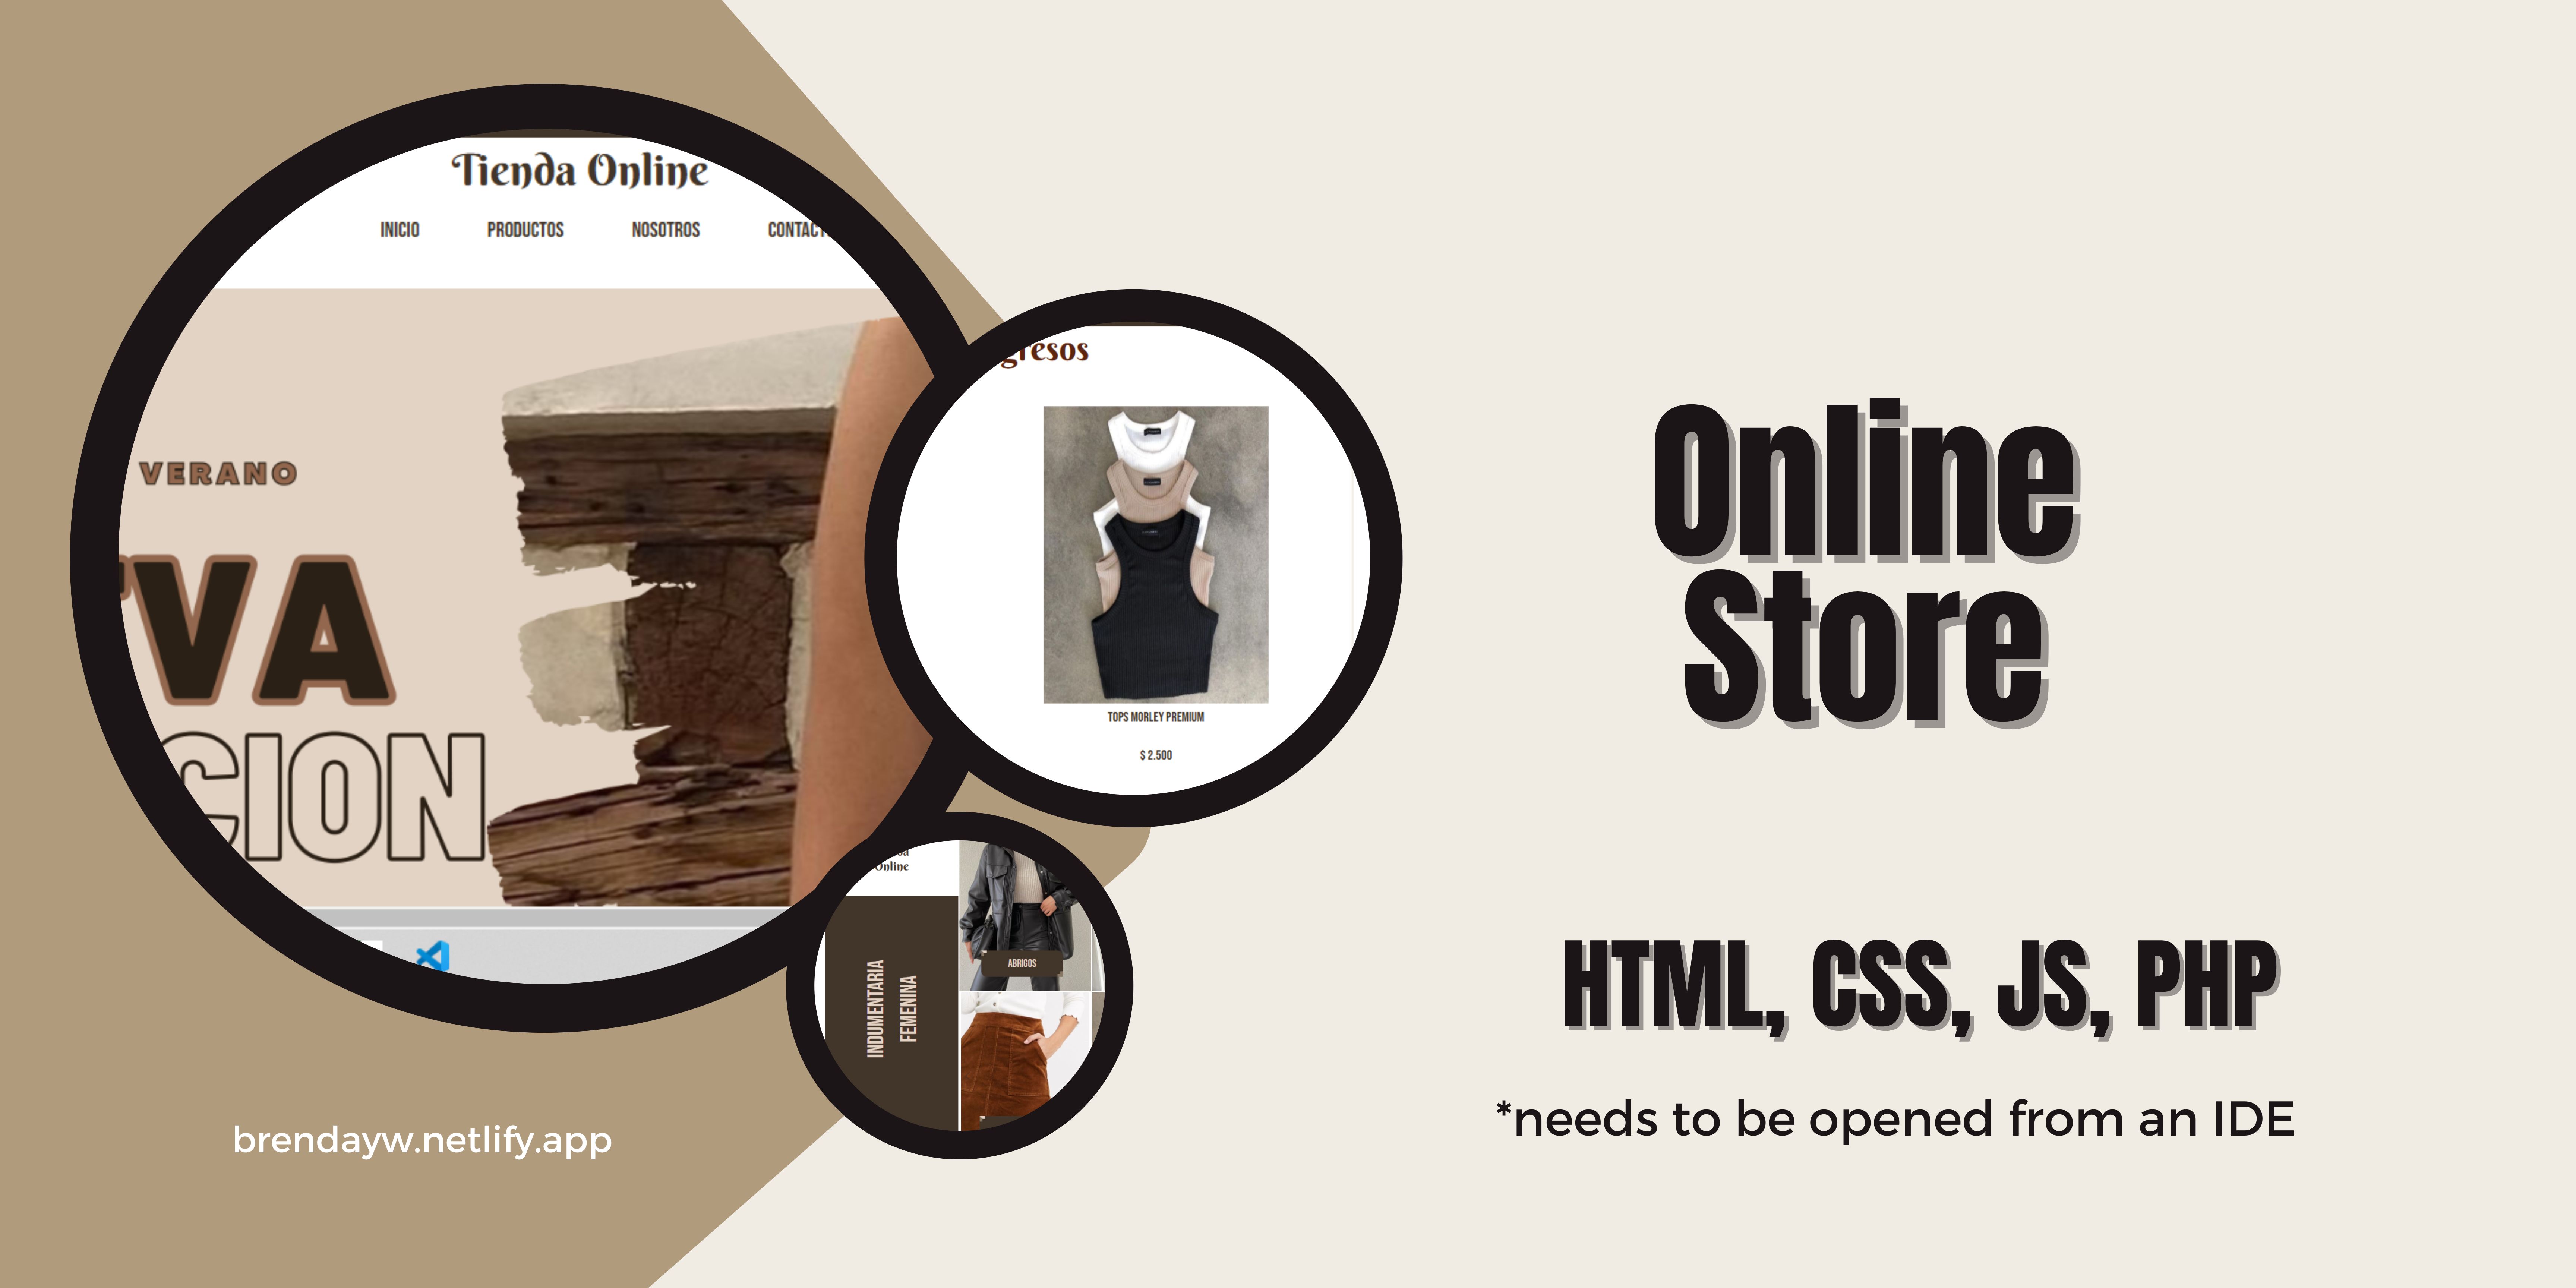 Tienda Online
INICIO PRODUCTOS NOSOTROS
VERANO
VA
CION
gresos
TOPS MORLEY PREMIUM
$ 2.500
Online
INDUMENTARIA
FEMENINA
ABRIGOS
Online
Store
HTML, CSS, JS, PHP
*needs to be opened from an IDE
brendayw.netlify.app